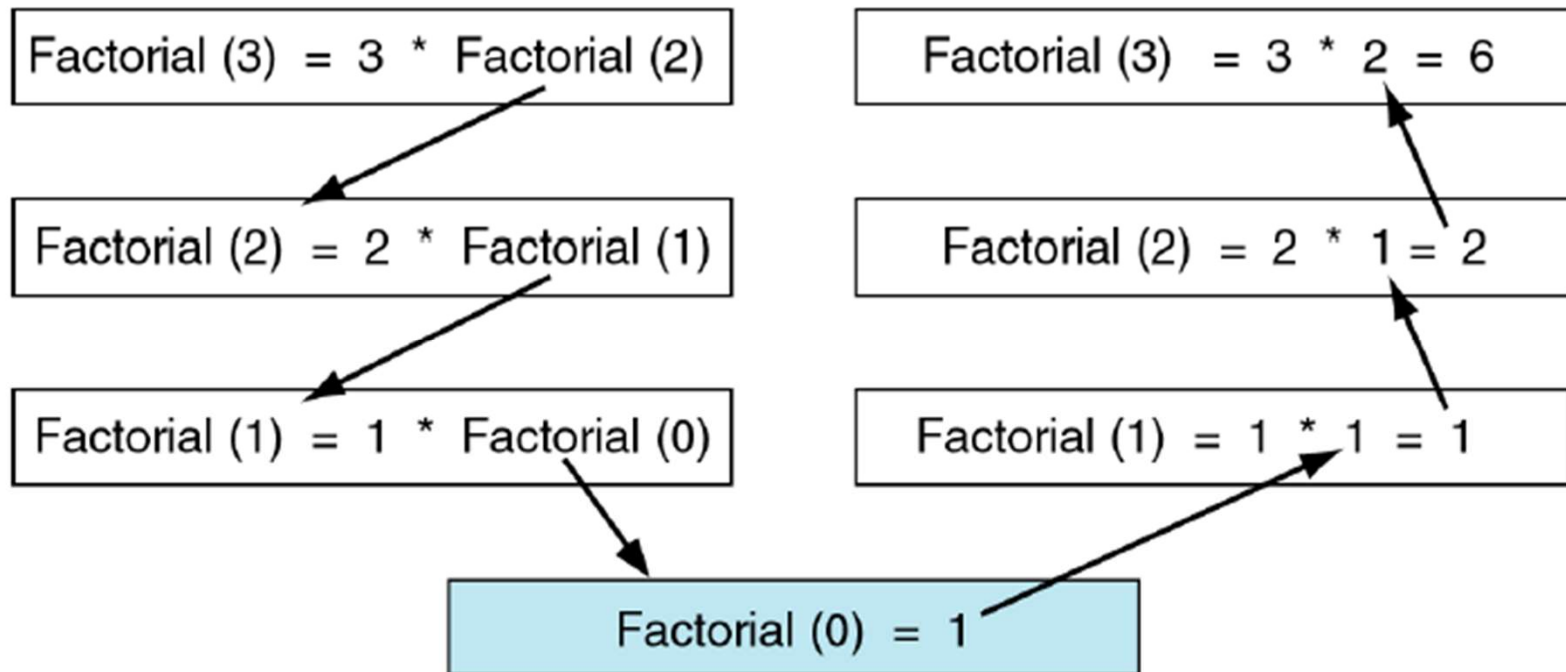 Factorial (3) = 3 * Factorial (2)
Factorial (2) = 2 * Factorial (1)
Factorial (1) = 1 * Factorial (0)
Factorial (0) = 1
Factorial (1) = 1 * 1 = 1
Factorial (2) = 2 * 1 = 2
Factorial (3) = 3 * 2 = 6